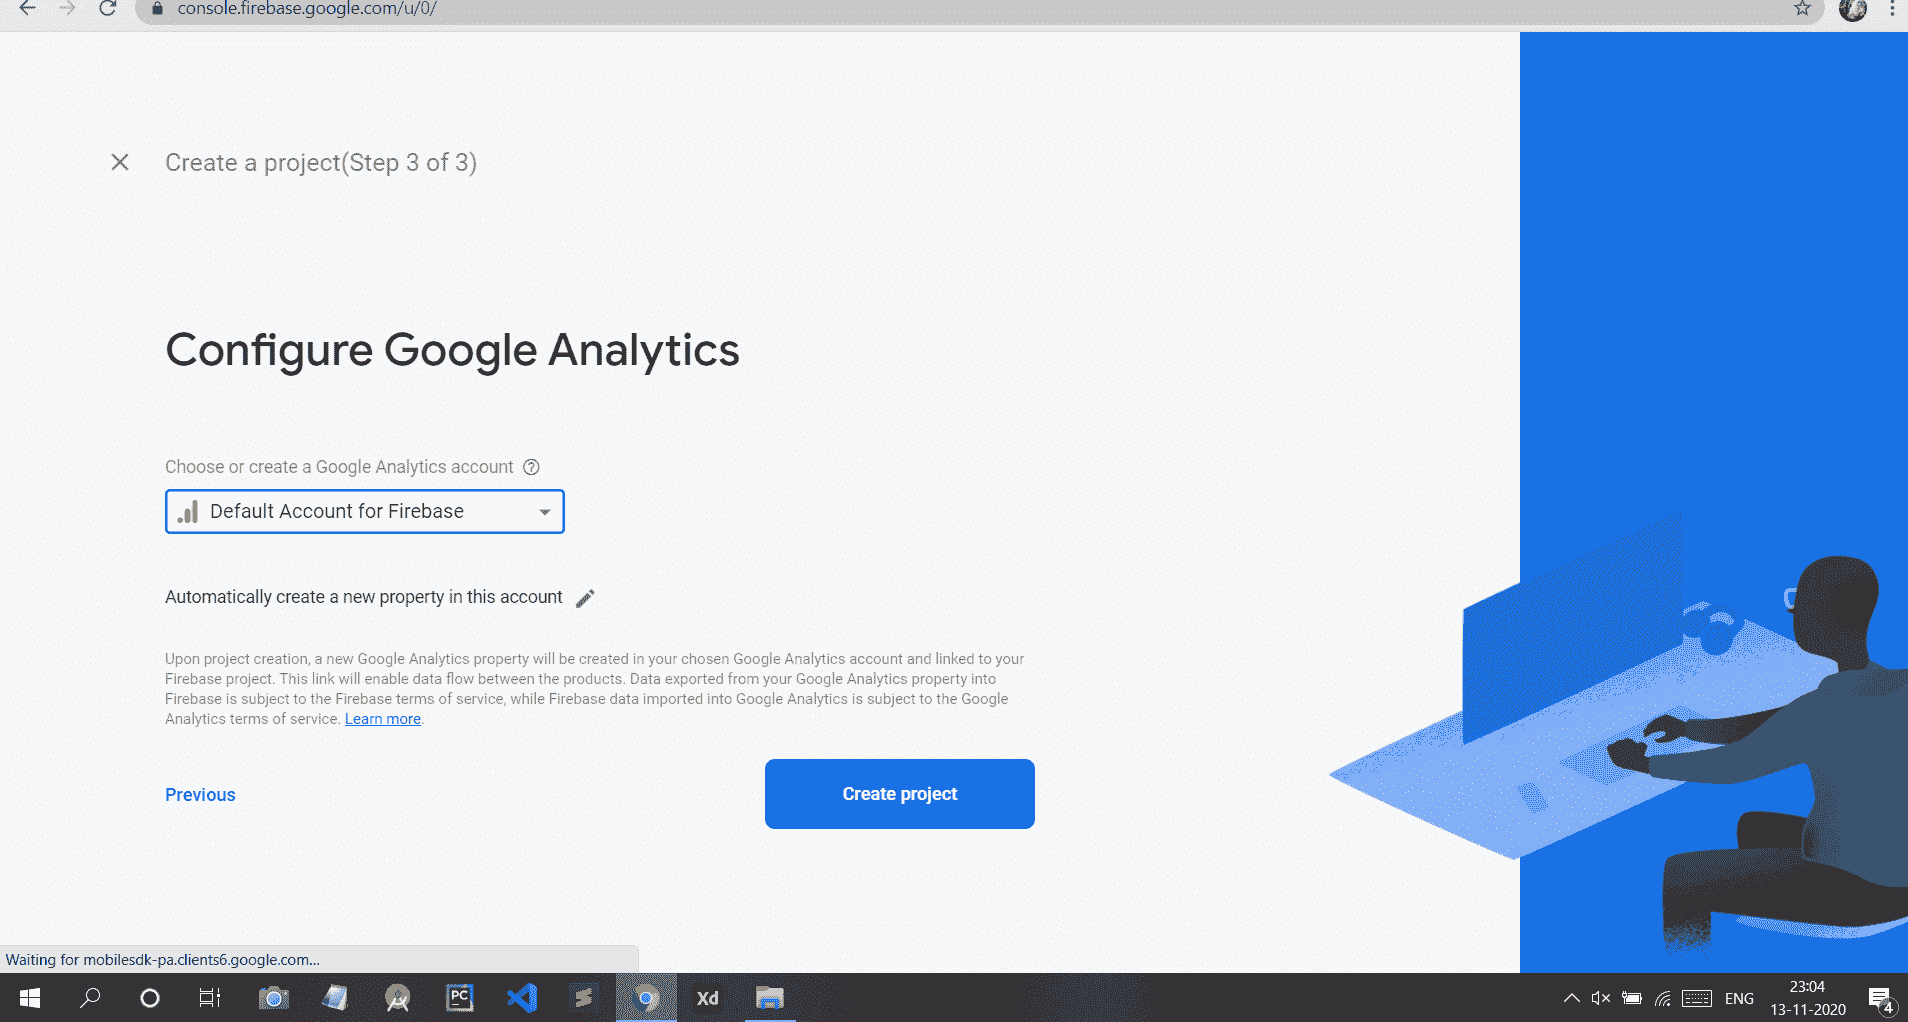 console.firebase.google.com/u/0/
Create a project(Step 3 of 3)
Configure Google Analytics
Choose or create a Google Analytics account
Default Account for Firebase
Automatically create a new property in this account
Upon project creation, a new Google Analytics property will be created in your chosen Google Analytics account and linked to your
Firebase project. This link will enable data flow between the products. Data exported from your Google Analytics property into
Firebase is subject to the Firebase terms of service, while Firebase data imported into Google Analytics is subject to the Google
Analytics terms of service. Learn more.
Previous
Create project
Waiting for mobilesdk-pa.clients6.google.com...
PC
Xd
ENG
23:04
13-11-2020
4